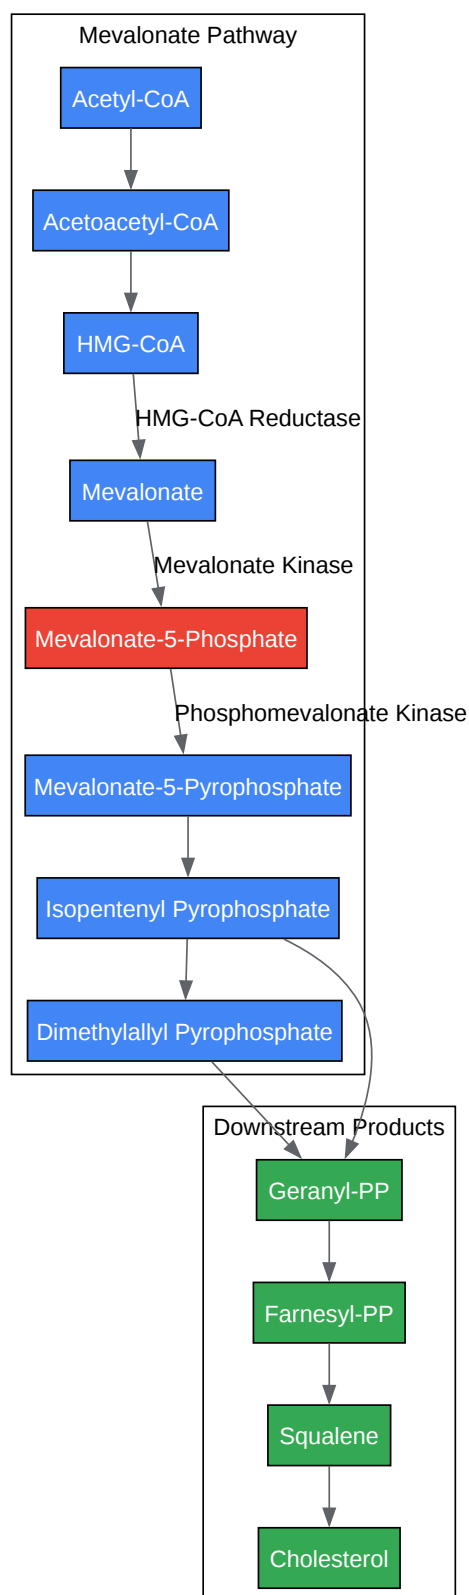 Mevalonate Pathway
Acetyl-CoA
Acetoacetyl-CoA
HMG-CoA
HMG-CoA Reductase
Mevalonate
Mevalonate Kinase
Mevalonate-5-Phosphate
Phosphomevalonate Kinase
Mevalonate-5-Pyrophosphate
Isopentenyl Pyrophosphate
Dimethylallyl Pyrophosphate
Downstream Products
Geranyl-PP
Farnesyl-PP
Squalene
Cholesterol